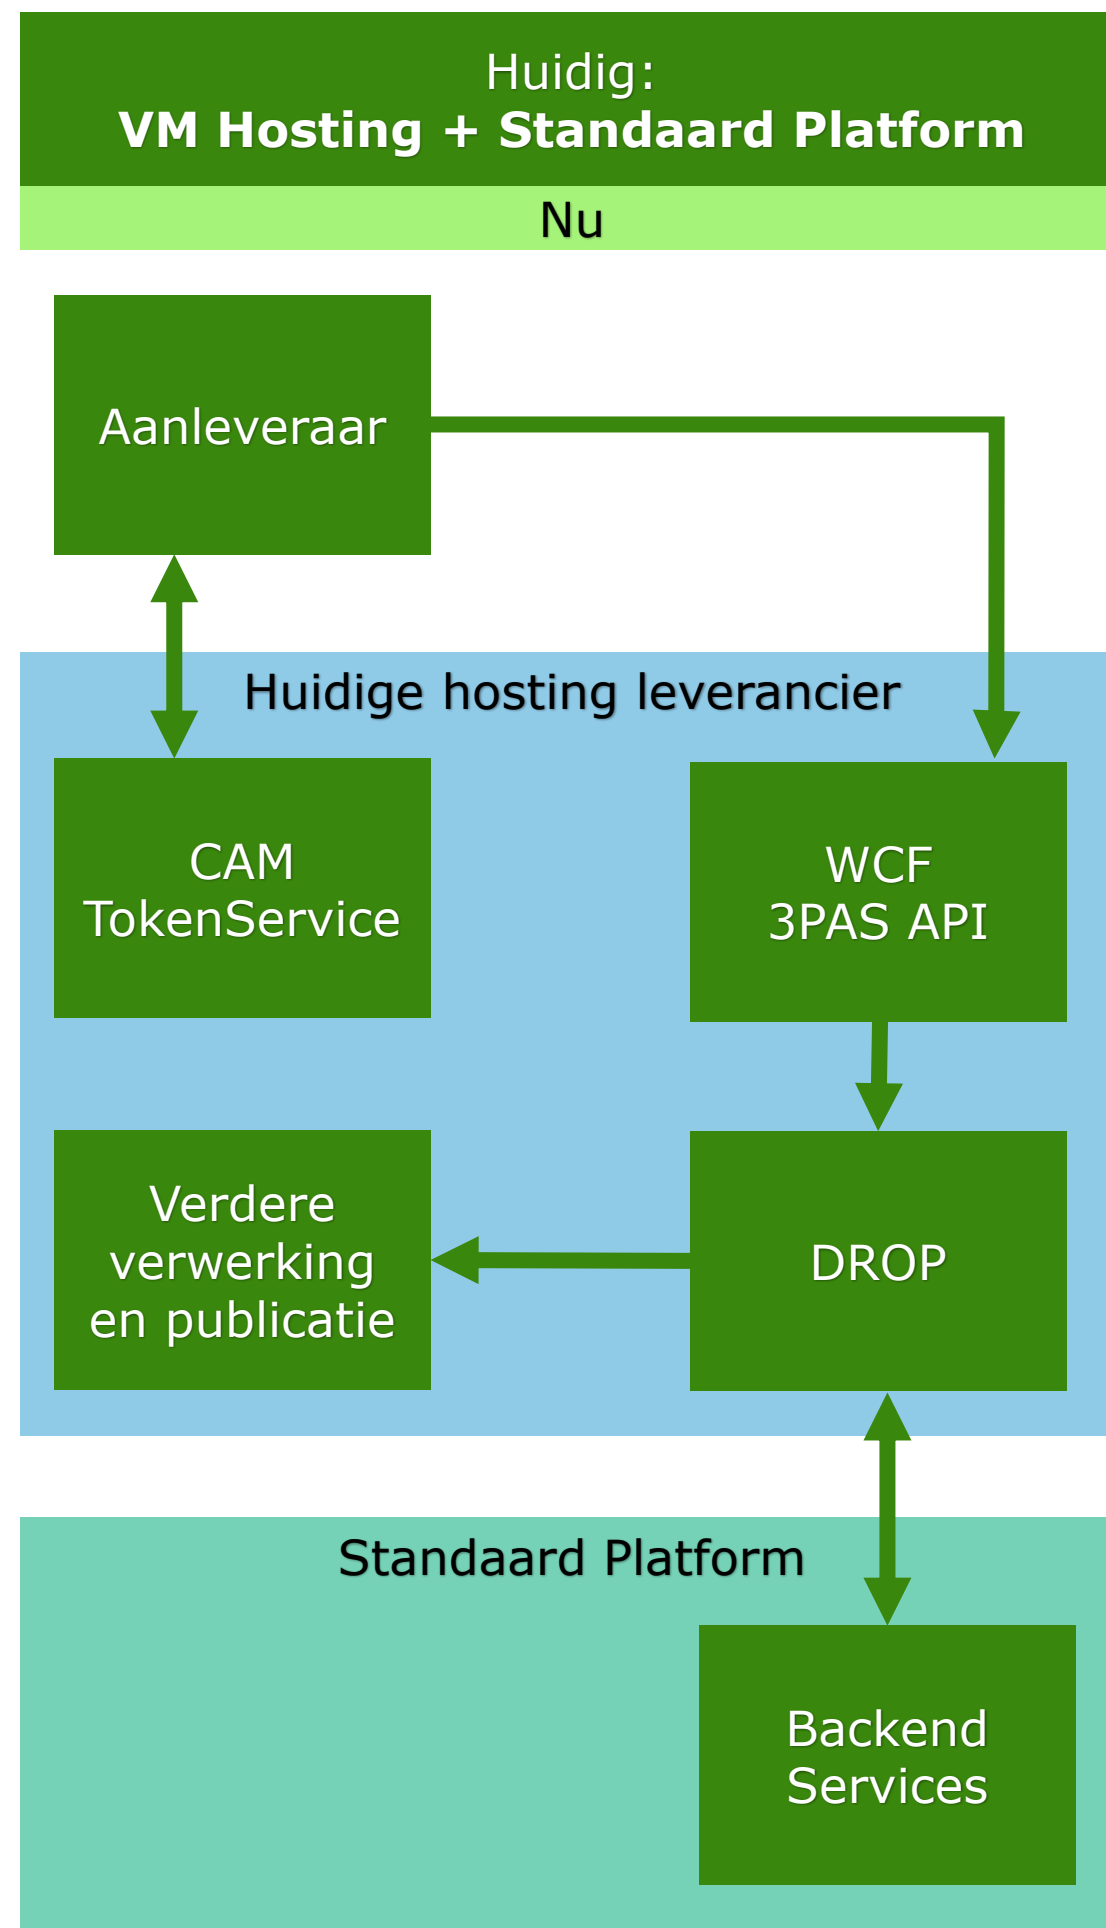 Huidig:
VM Hosting + Standaard Platform
Nu
Aanleveraar
Huidige hosting leverancier
CAM
TokenService
WCF
3PAS API
Verdere
verwerking
en publicatie
DROP
Standaard Platform
Backend
Services